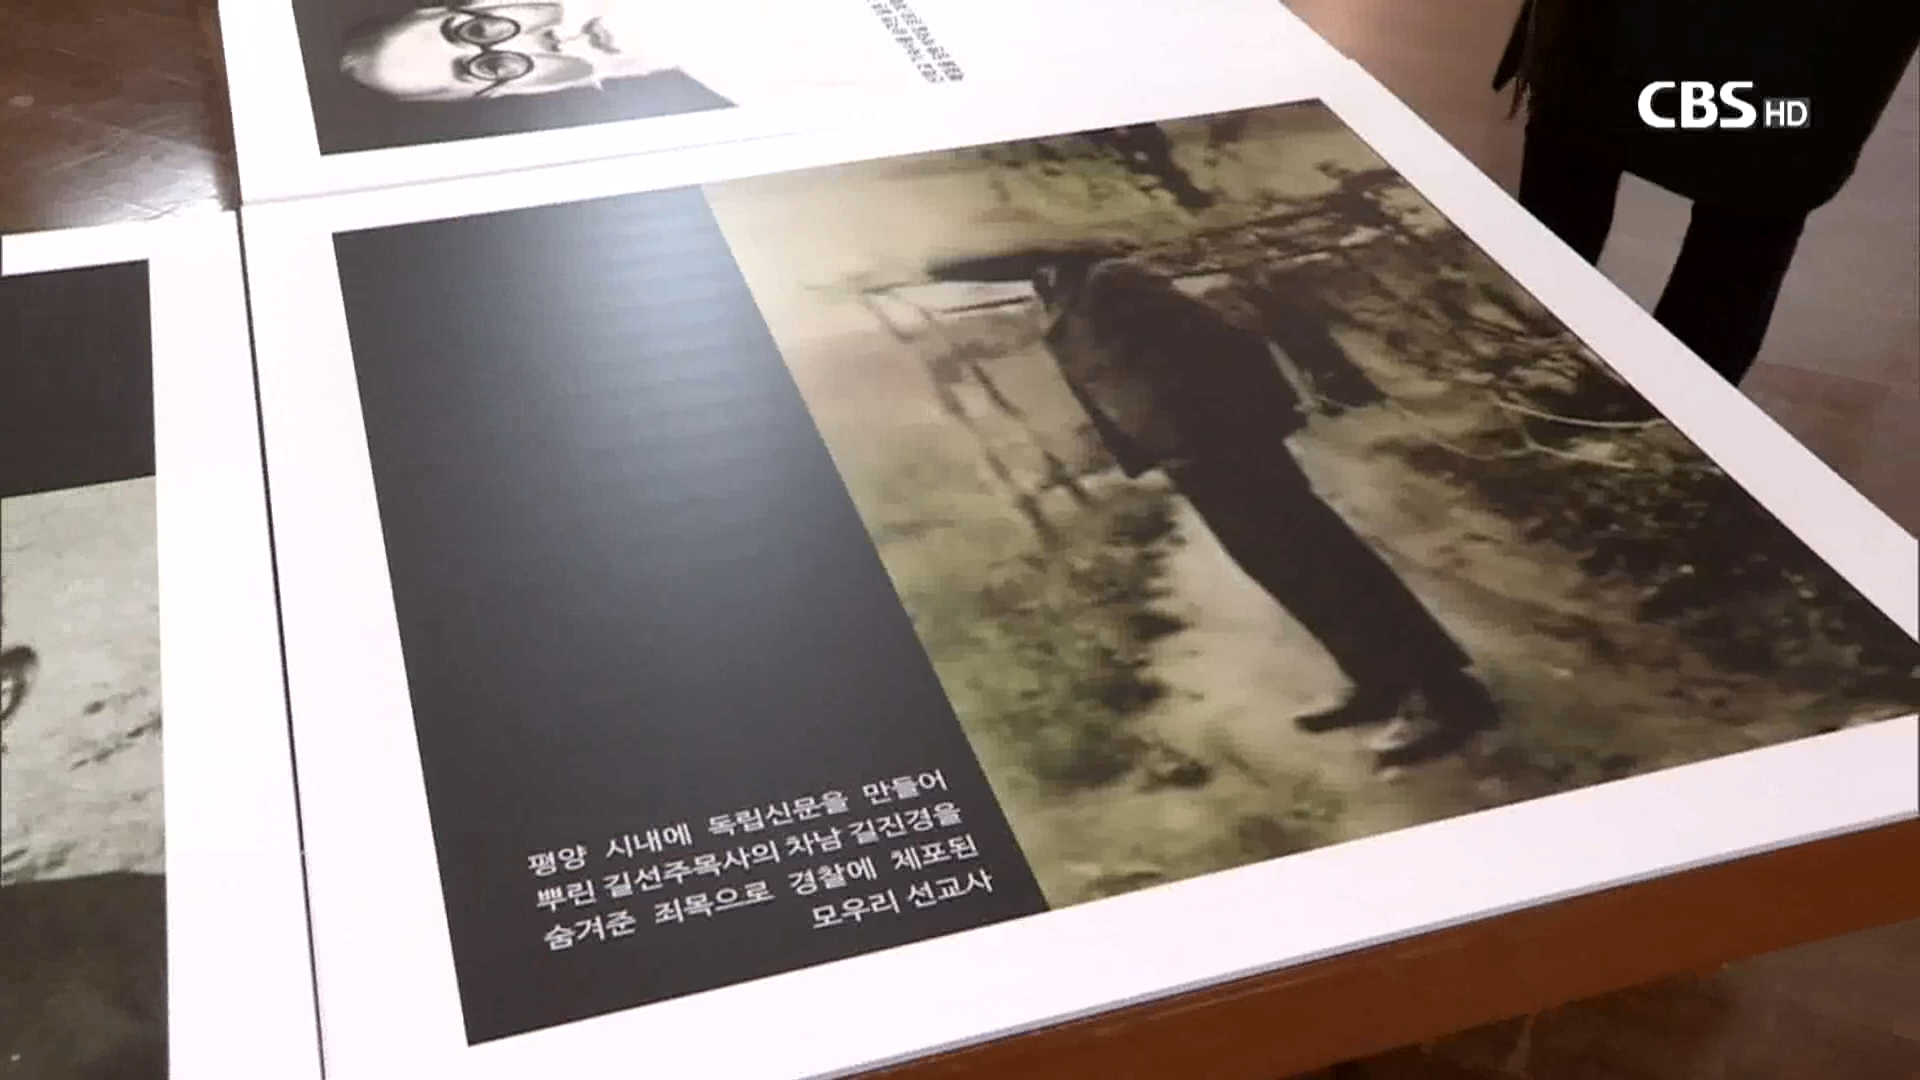 CBS HD
평양 시내에 독립신문을 만들어
뿌린 길선주목사의 차남 길진경을
숨겨준 죄목으로 경찰에 체포된
모우리 선교사